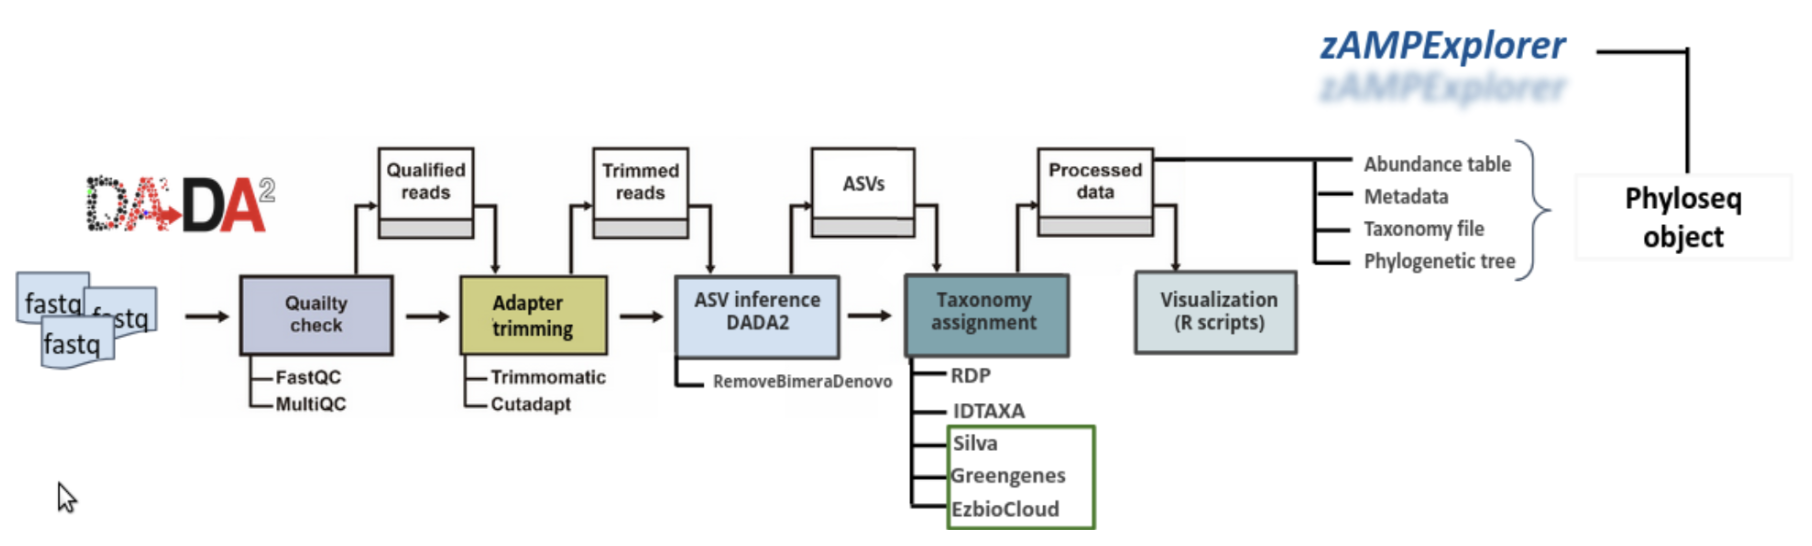 zAMPExplorer
zAMPExplorer
DADA2
fastq
fastq
fastq
Qualified
reads
Trimmed
reads
ASVs
Processed
data
Quailty
check
Adapter
trimming
ASV inference
DADA2
Taxonomy
assignment
Visualization
(R scripts)
FastQC
MultiQC
Trimmomatic
Cutadapt
RemoveBimeraDenovo
RDP
IDTAXA
Silva
Greengenes
EzbioCloud
Abundance table
Metadata
Taxonomy file
Phylogenetic tree
Phyloseq
object